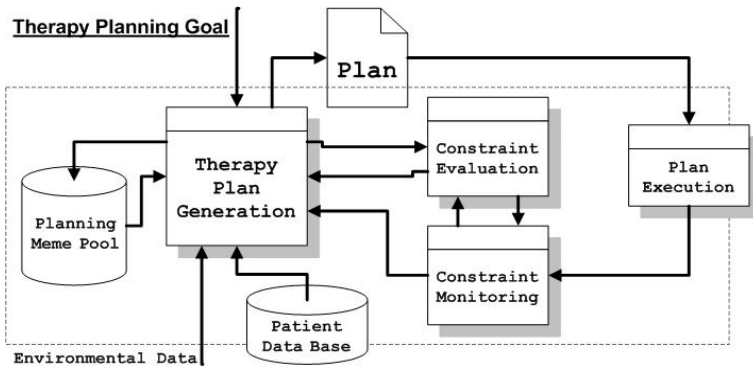 Therapy Planning Goal
Plan
Therapy
Plan
Generation
Constraint
Evaluation
Plan
Execution
Planning
Meme Pool
Constraint
Monitoring
Patient
Data Base
Environmental Data